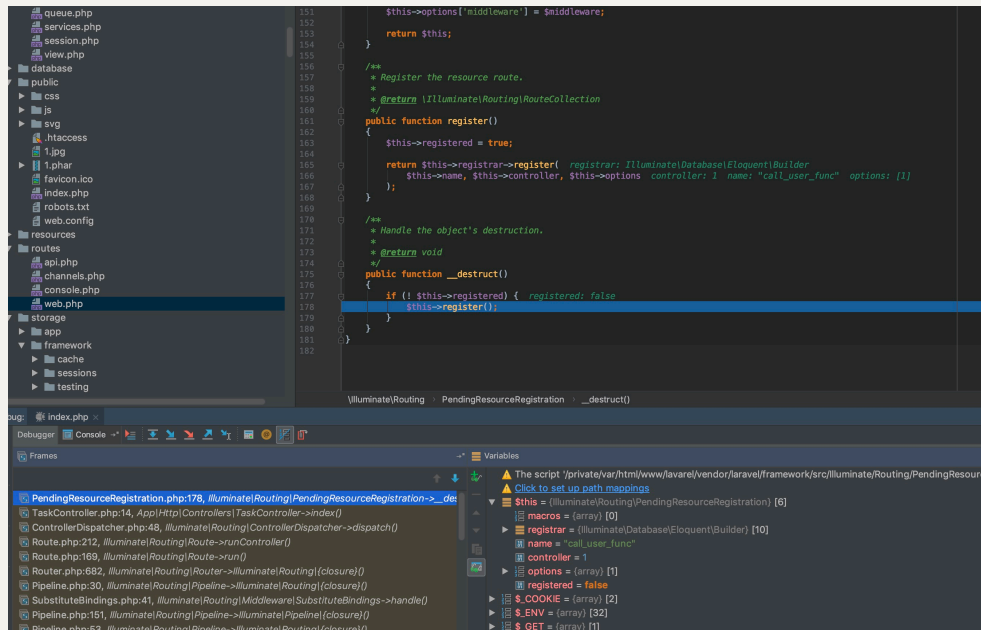 queue.php
services.php
session.php
view.php
database
public
css
js
svg
.htaccess
1.jpg
1.phar
favicon.ico
index.php
robots.txt
web.config
resources
routes
api.php
channels.php
console.php
web.php
storage
app
framework
cache
sessions
testing
151 $this->options['middleware'] = $middleware;
152
153 return $this;
154 }
155
156 /**
157 * Register the resource route.
158 *
159 * @return \Illuminate\Routing\RouteCollection
160 */
161 public function register()
162 {
163 $this->registered = true;
164
165 return $this->registrar->register( registrar: Illuminate\Database\Eloquent\Builder
166 $this->name, $this->controller, $this->options controller: 1 name: "call_user_func" options: [1]
167 );
168 }
169
170 /**
171 * Handle the object's destruction.
172 *
173 * @return void
174 */
175 public function __destruct()
176 {
177 if (! $this->registered) { registered: false
178 $this->register();
179 }
180 }
181 }
182
\Illuminate\Routing › PendingResourceRegistration › __destruct()
bug: index.php ×
Debugger Console
Frames
PendingResourceRegistration.php:178, Illuminate\Routing\PendingResourceRegistration->__des
TaskController.php:14, App\Http\Controllers\TaskController->index()
ControllerDispatcher.php:48, Illuminate\Routing\ControllerDispatcher->dispatch()
Route.php:212, Illuminate\Routing\Route->runController()
Route.php:169, Illuminate\Routing\Route->run()
Router.php:682, Illuminate\Routing\Router->Illuminate\Routing\{closure}()
Pipeline.php:30, Illuminate\Routing\Pipeline->Illuminate\Routing\{closure}()
SubstituteBindings.php:41, Illuminate\Routing\Middleware\SubstituteBindings->handle()
Pipeline.php:151, Illuminate\Routing\Pipeline->Illuminate\Pipeline\{closure}()
Pipeline.php:53, Illuminate\Routing\Pipeline->Illuminate\Routing\{closure}()
Variables
The script '/private/var/html/www/lavarel/vendor/laravel/framework/src/Illuminate/Routing/PendingResour
Click to set up path mappings
$this = {Illuminate\Routing\PendingResourceRegistration} [6]
macros = {array} [0]
registrar = {Illuminate\Database\Eloquent\Builder} [10]
name = "call_user_func"
controller = 1
options = {array} [1]
registered = false
$_COOKIE = {array} [2]
$_ENV = {array} [32]
$_GET = {array} [1]